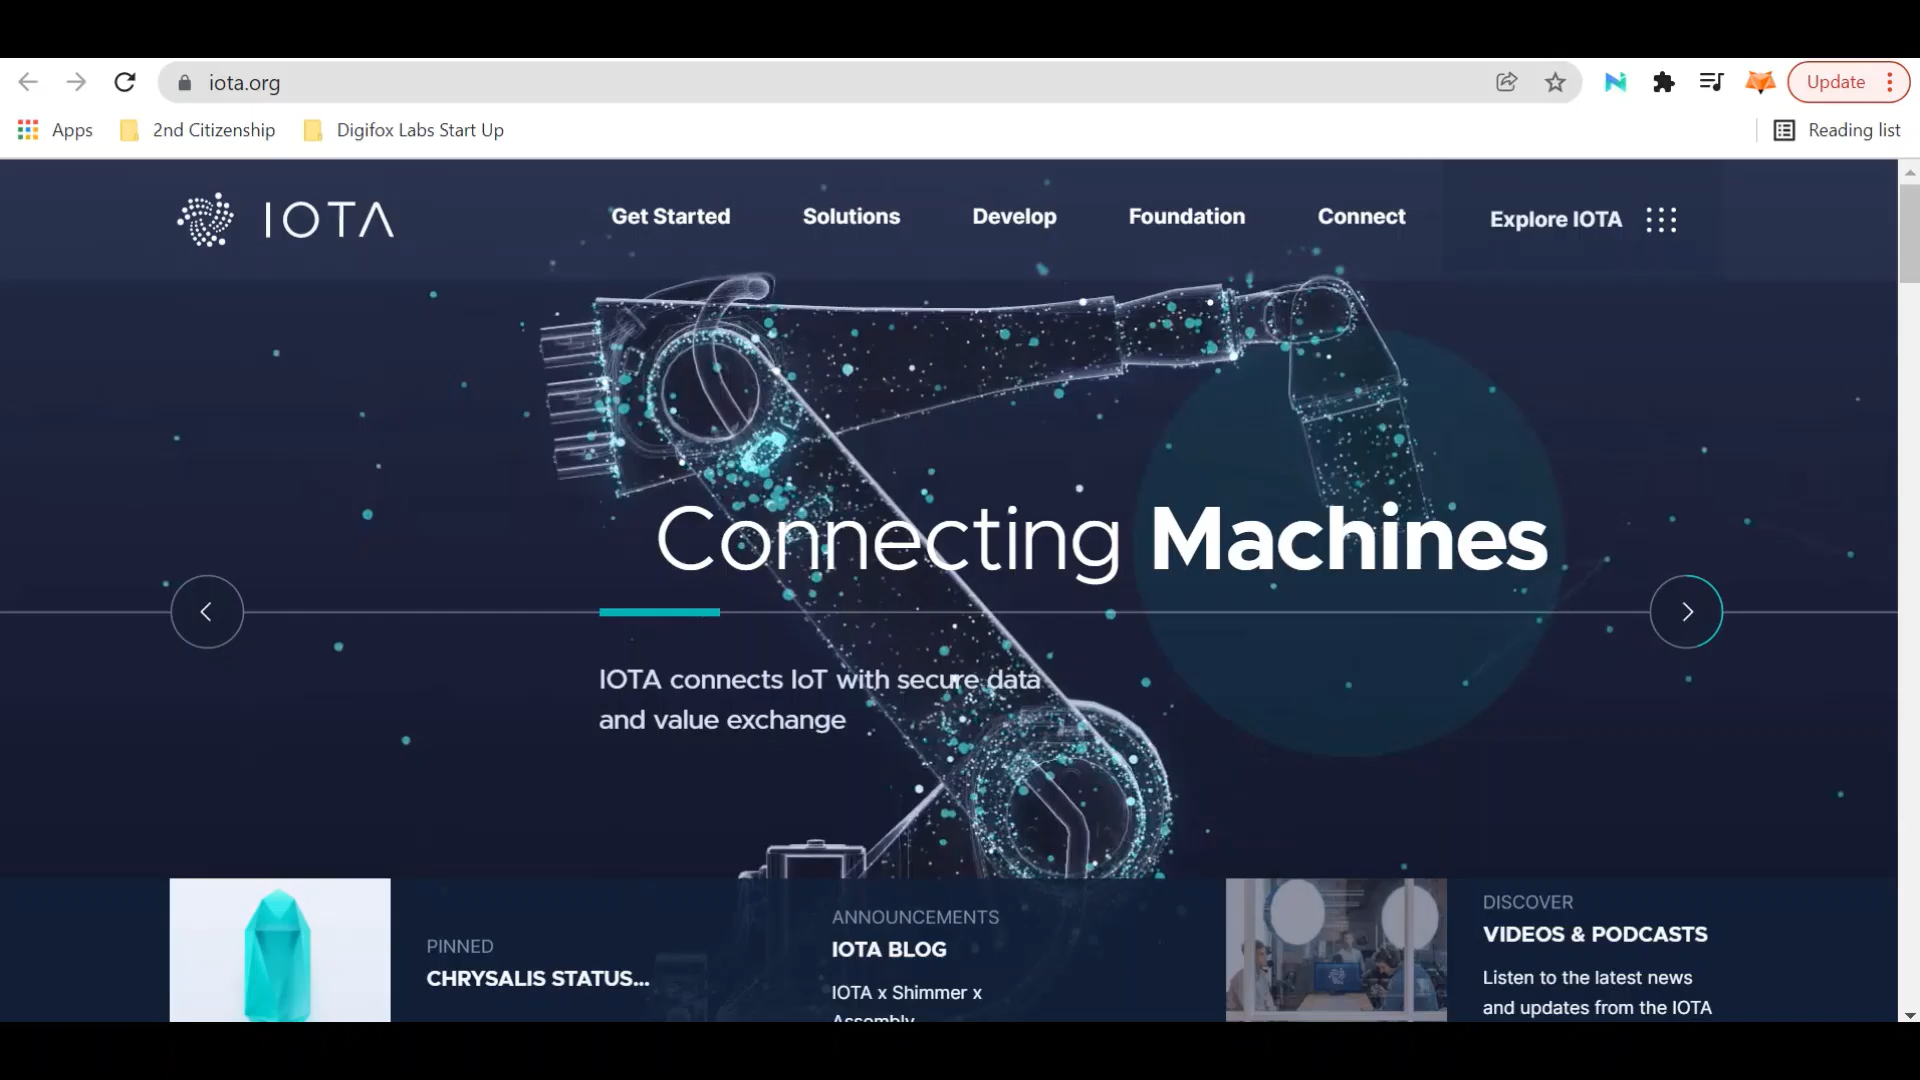 iota.org
Update
Apps
2nd Citizenship
Digifox Labs Start Up
Reading list
IOTA
Get Started
Solutions
Develop
Foundation
Connect
Explore IOTA
Connecting Machines
IOTA connects IoT with secure data
and value exchange
PINNED
CHRYSALIS STATUS...
ANNOUNCEMENTS
IOTA BLOG
IOTA x Shimmer x
Assembly
DISCOVER
VIDEOS & PODCASTS
Listen to the latest news
and updates from the IOTA